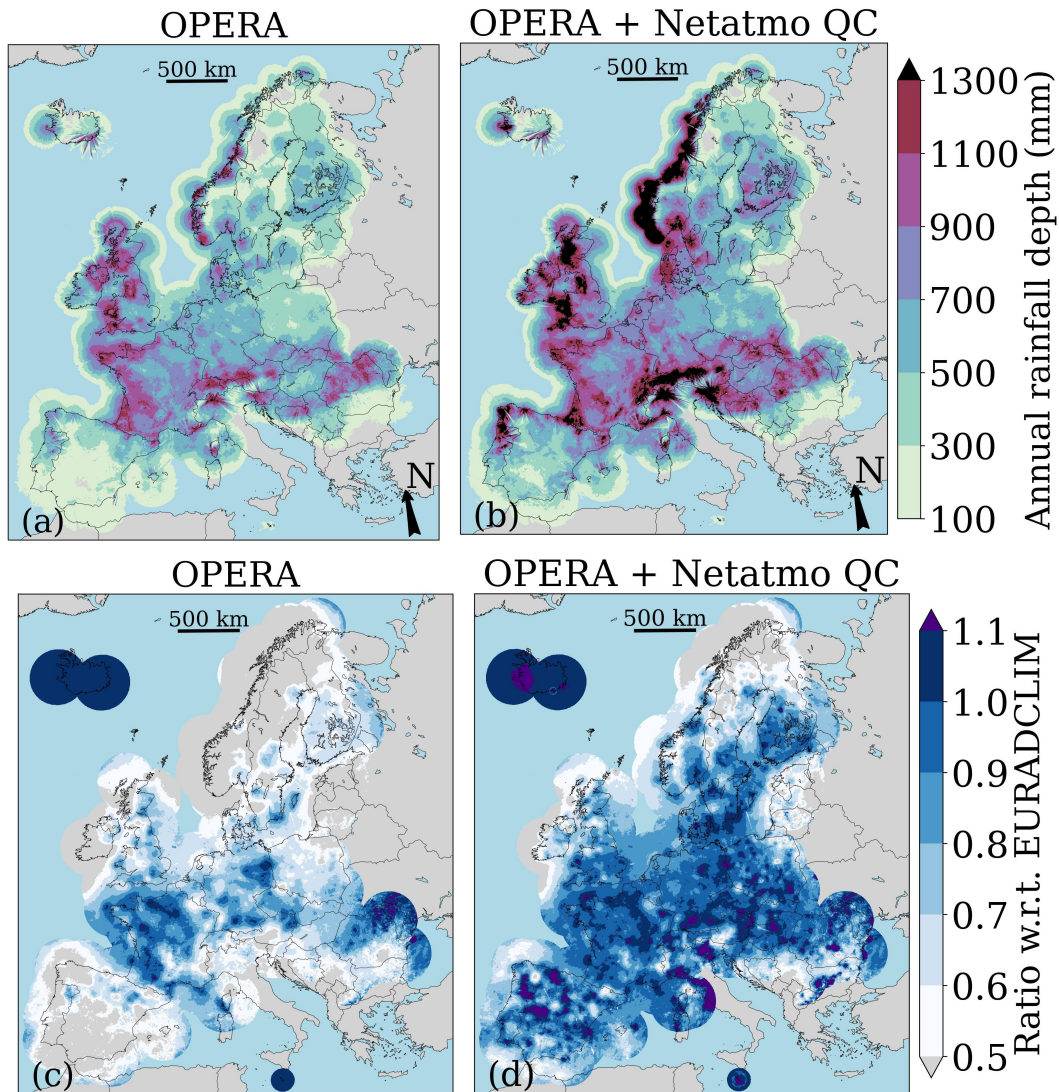 OPERA
OPERA + Netatmo QC
500 km
500 km
1300
1100
900
700
500
300
100
Annual rainfall depth (mm)
N
N
(a)
(b)
OPERA
OPERA + Netatmo QC
500 km
500 km
1.1
1.0
0.9
0.8
0.7
0.6
0.5
Ratio w.r.t. EURADCLIM
(c)
(d)